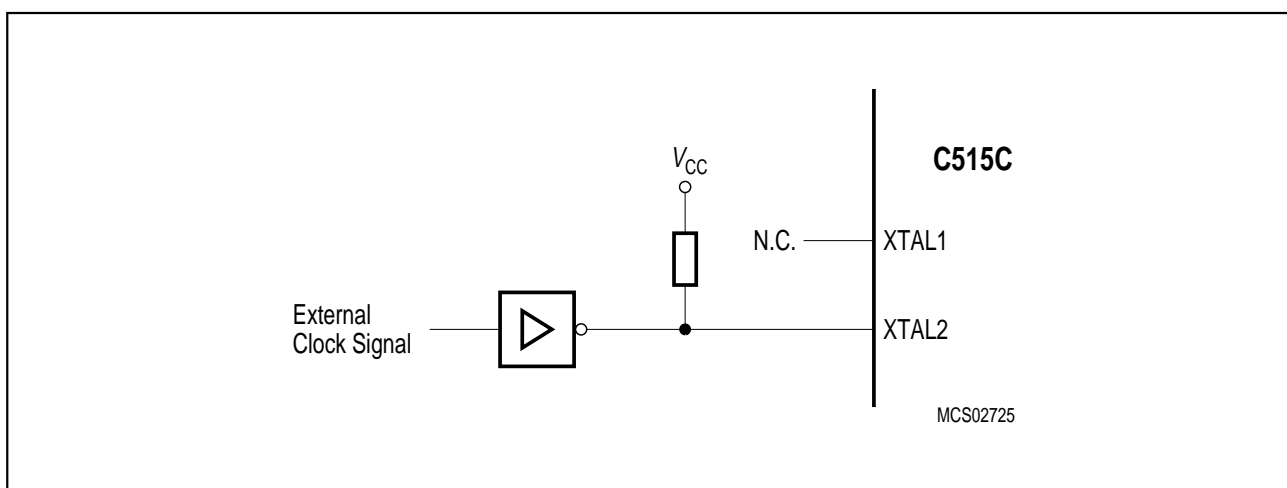 C515C
VCC
N.C.
XTAL1
External
Clock Signal
XTAL2
MCS02725